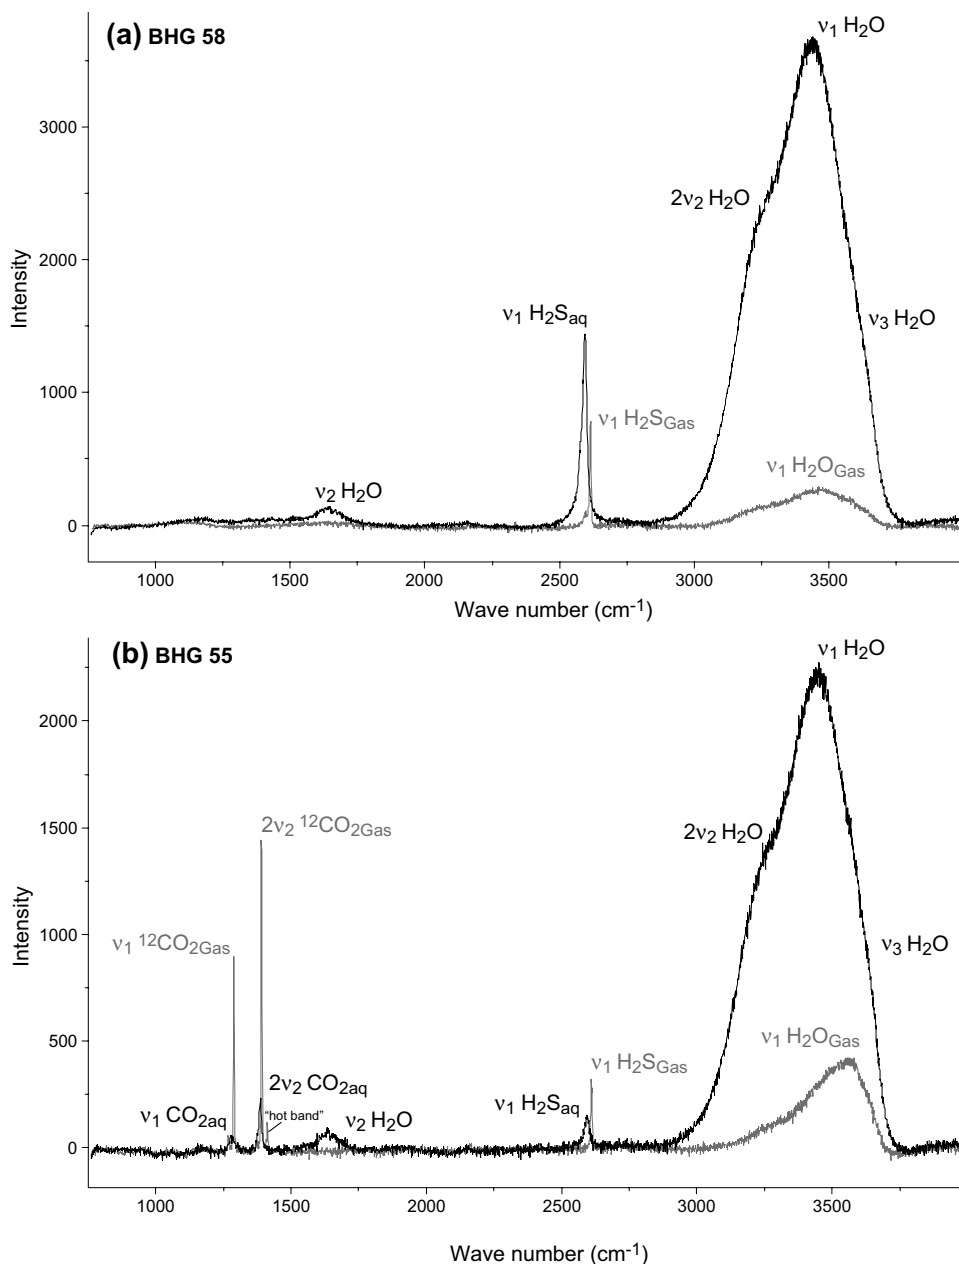 (a) BHG 58
ν₁ H₂O
3000
2ν₂ H₂O
2000
Intensity
ν₁ H₂Saq
ν₃ H₂O
1000
ν₁ H₂SGas
ν₁ H₂OGas
ν₂ H₂O
0
1000 1500 2000 2500 3000 3500
Wave number (cm⁻¹)
(b) BHG 55
ν₁ H₂O
2000
2ν₂ ¹²CO₂Gas
2ν₂ H₂O
1500
Intensity
1000
ν₁ ¹²CO₂Gas
ν₃ H₂O
500
ν₁ H₂OGas
ν₁ H₂SGas
2ν₂ CO₂aq
ν₁ CO₂aq
"hot band"
ν₂ H₂O
ν₁ H₂Saq
0
1000 1500 2000 2500 3000 3500
Wave number (cm⁻¹)